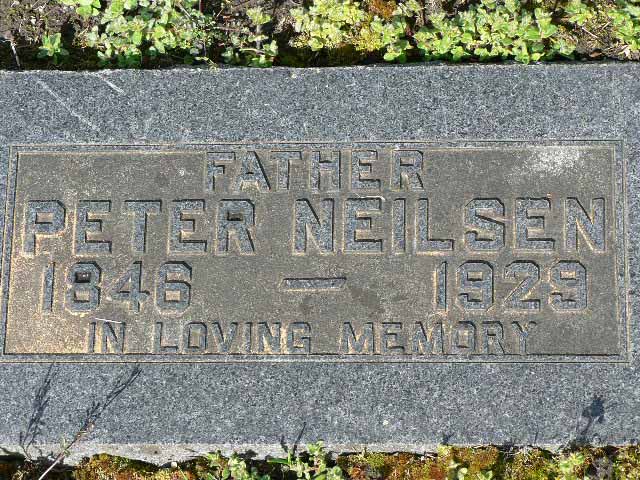 FATHER
PETER NEILSEN
1846 — 1929
IN LOVING MEMORY